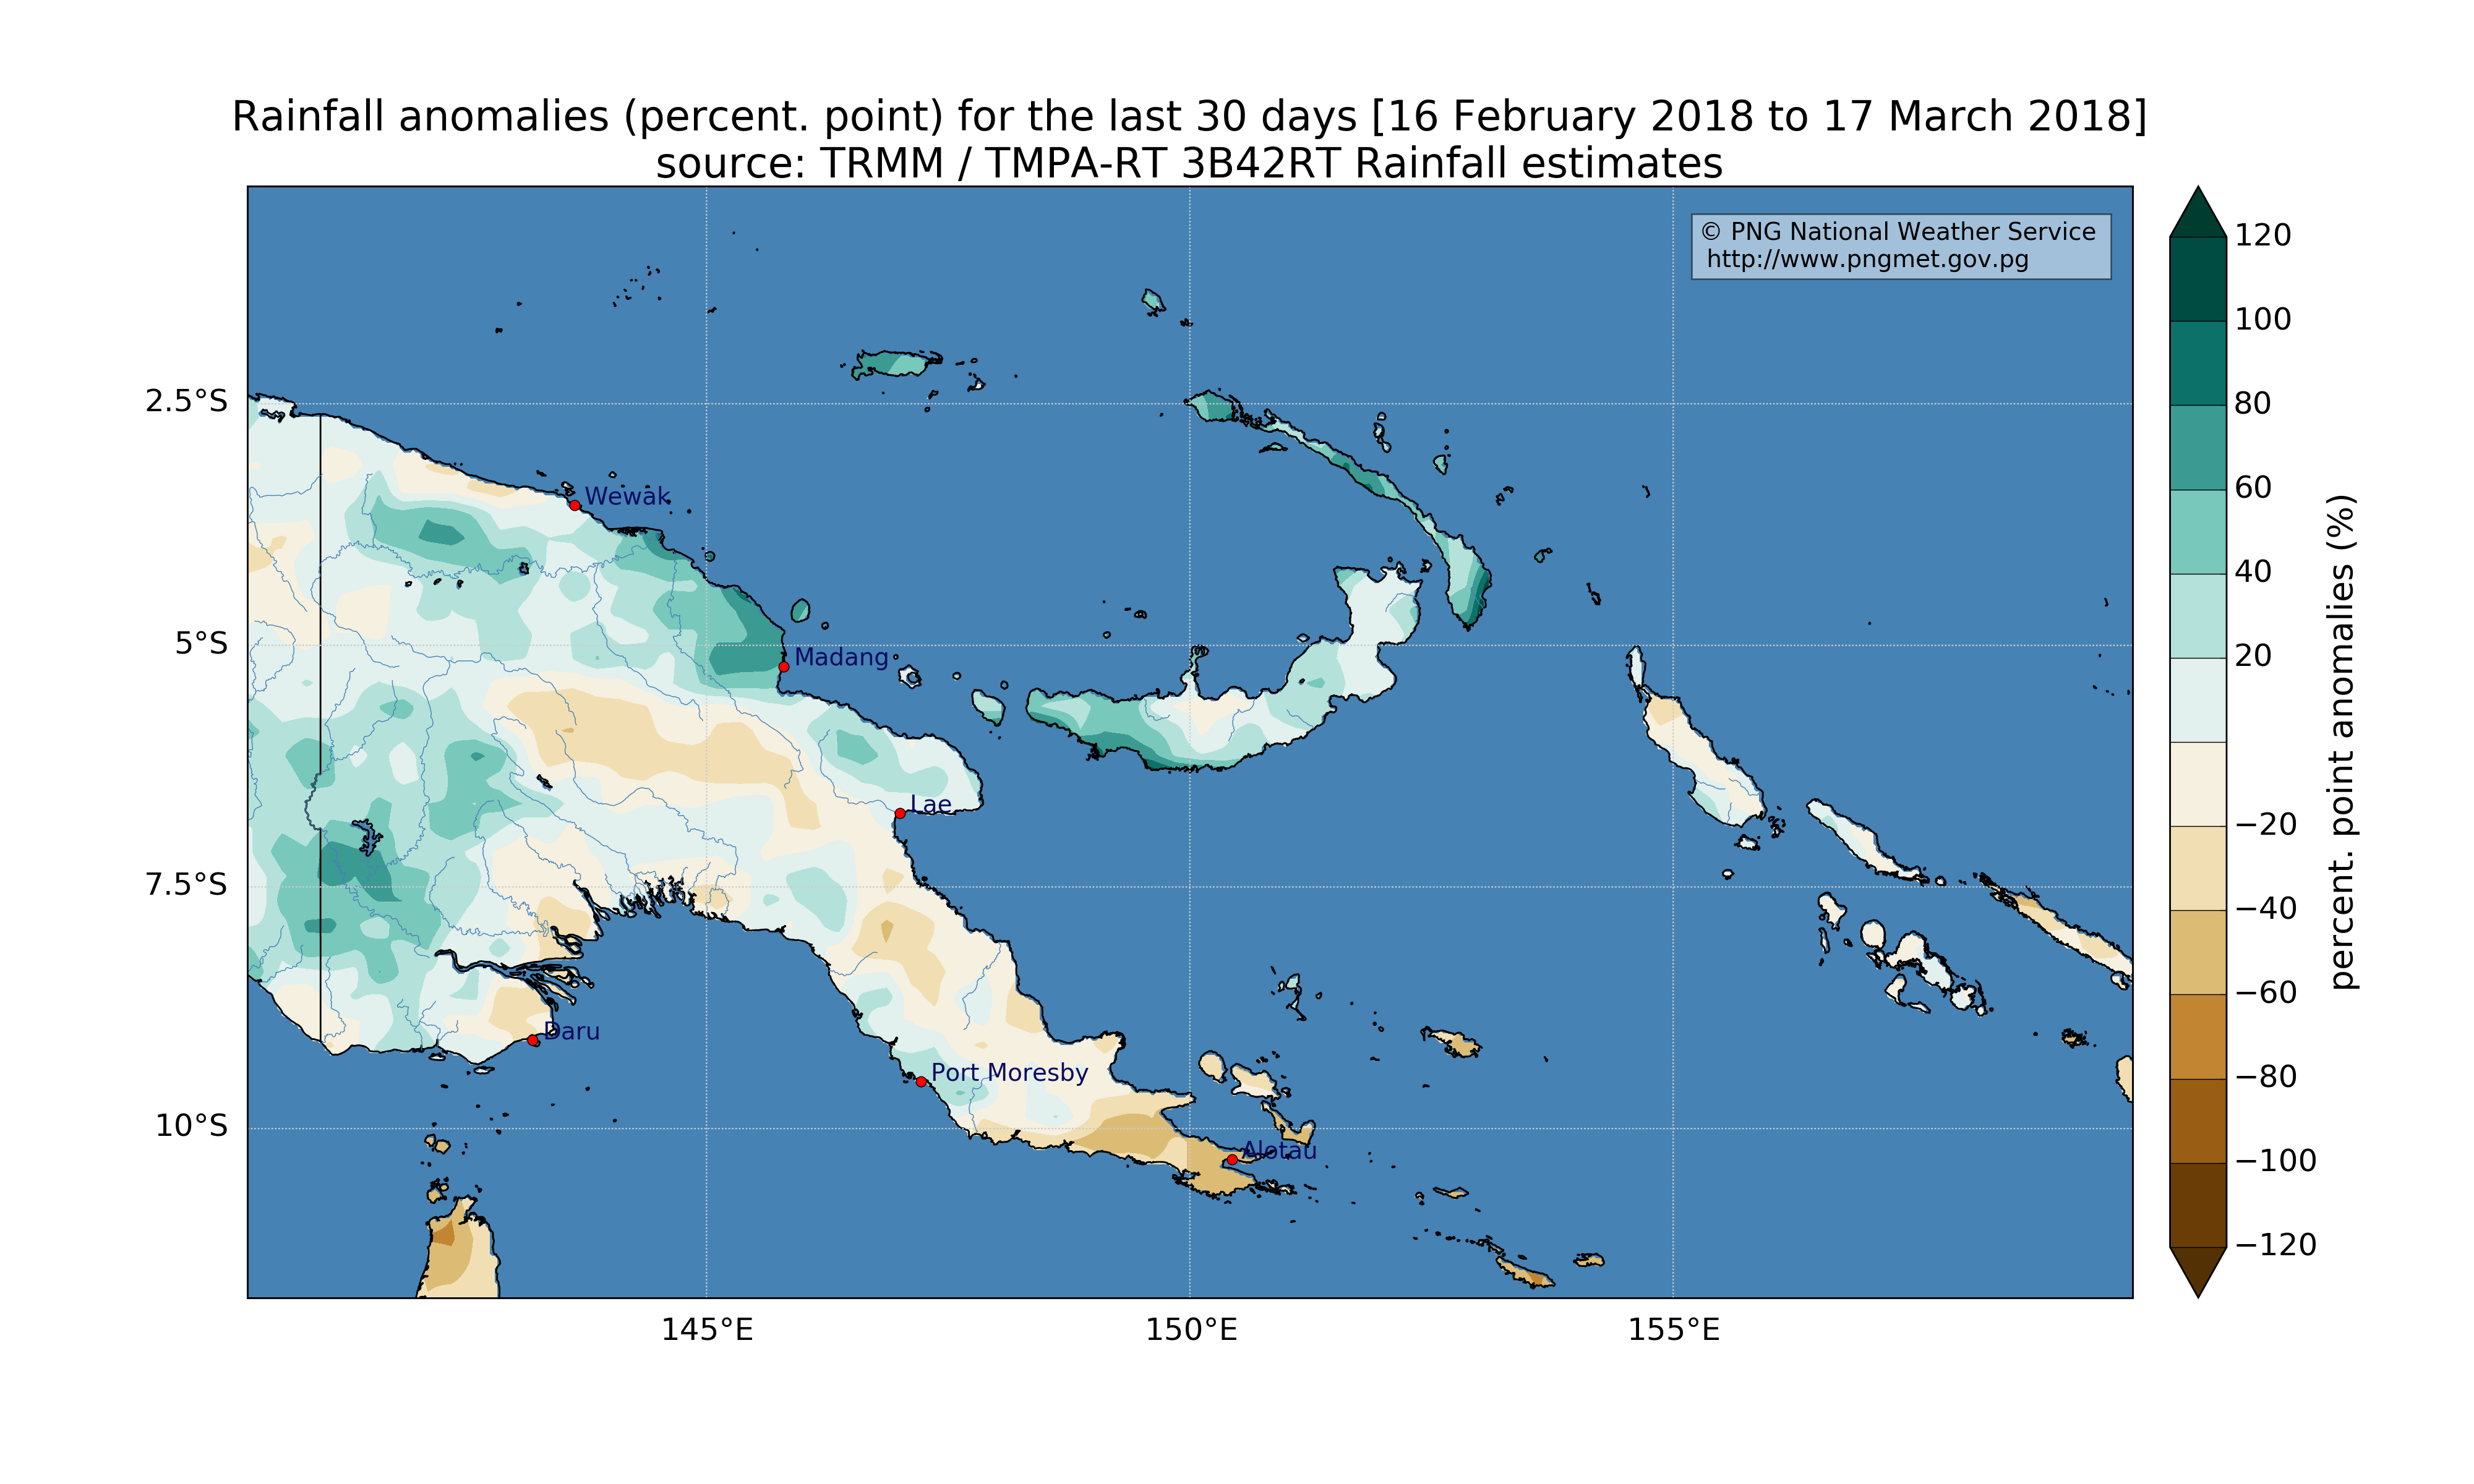 Rainfall anomalies (percent. point) for the last 30 days [16 February 2018 to 17 March 2018]
source: TRMM / TMPA-RT 3B42RT Rainfall estimates
© PNG National Weather Service
http://www.pngmet.gov.pg
2.5°S
5°S
7.5°S
10°S
145°E
150°E
155°E
Wewak
Madang
Lae
Daru
Port Moresby
Alotau
120
100
80
60
40
20
−20
−40
−60
−80
−100
−120
percent. point anomalies (%)